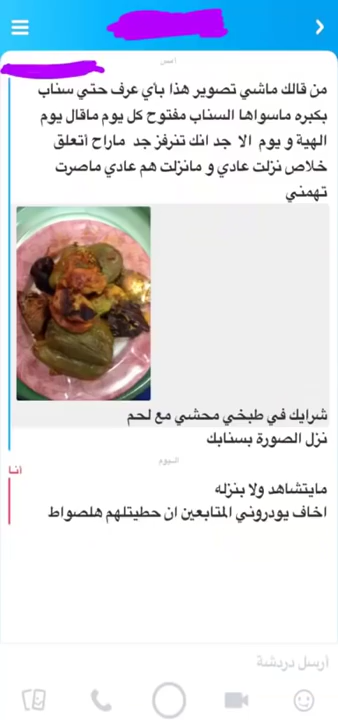 امس
من قالك ماشي تصوير هذا بأي عرف حتي سناب
بكبره ماسواها السناب مفتوح كل يوم ماقال يوم
الهية و يوم الا جد انك تنرفز جد ماراح أتعلق
خلاص نزلت عادي و مانزلت هم عادي ماصرت
تهمني
شرايك في طبخي محشي مع لحم
نزل الصورة بسنابك
اليوم
أنا
مايتشاهد ولا بنزله
اخاف يودروني المتابعين ان حطيتلهم هلصواط
أرسل دردشة